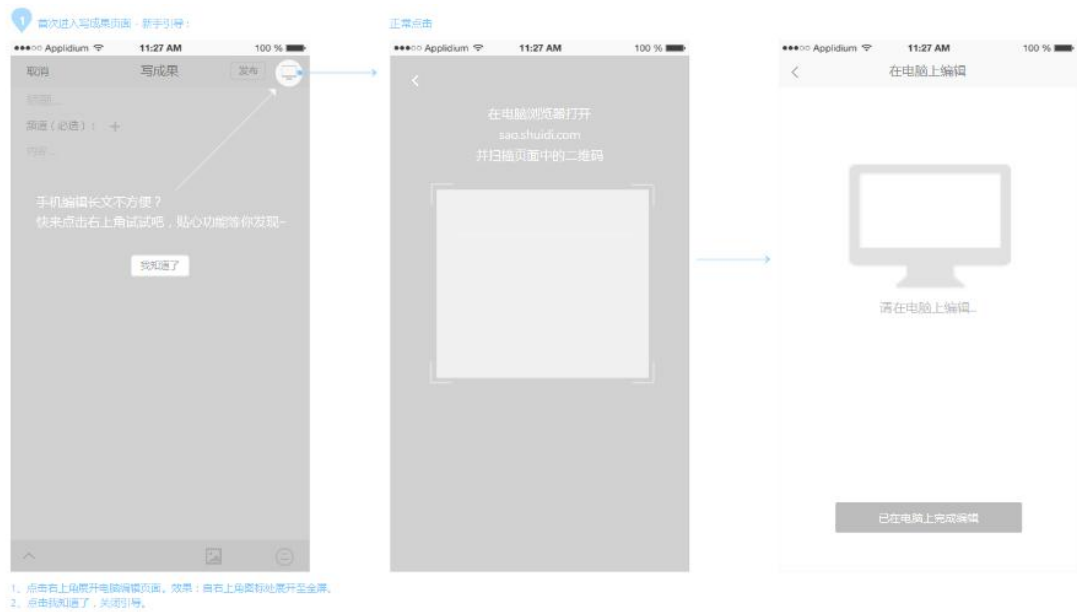 1 首次进入写成果页面 - 新手引导：
●●●○○ Applidium 11:27 AM 100 %
取消 写成果 发布
标题...
频道（必选）： ＋
内容...
手机编辑长文不方便？
快来点击右上角试试吧，贴心功能等你发现~
我知道了
1、点击右上角展开电脑编辑页面。效果：自右上角图标处展开至全屏。
2、点击我知道了，关闭引导。
正常点击
●●●○○ Applidium 11:27 AM 100 %
在电脑浏览器打开
sao.shuidi.com
并扫描页面中的二维码
●●●○○ Applidium 11:27 AM 100 %
在电脑上编辑
请在电脑上编辑...
已在电脑上完成编辑